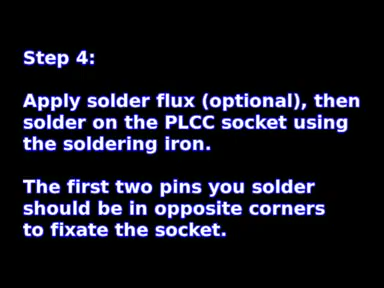 Step 4:
Apply solder flux (optional), then
solder on the PLCC socket using
the soldering iron.
The first two pins you solder
should be in opposite corners
to fixate the socket.